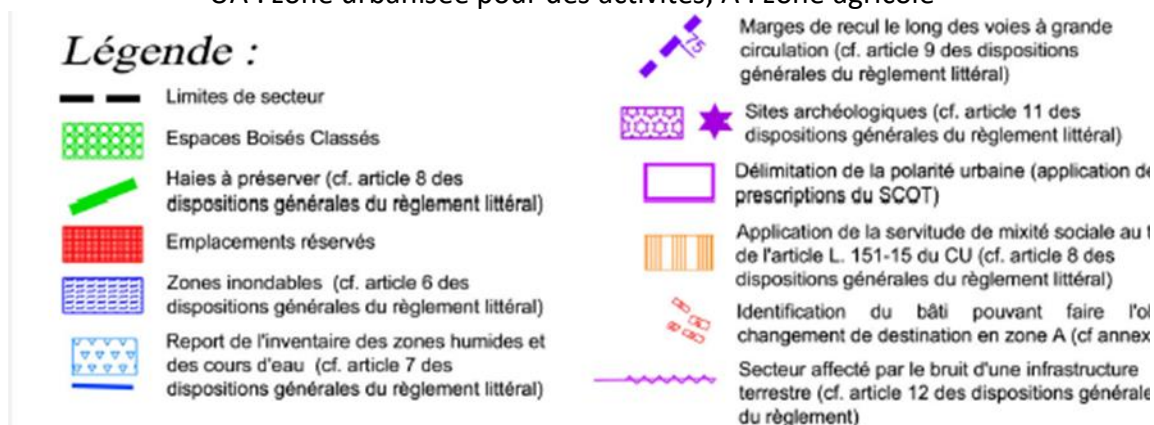 UA : zone urbanisée pour des activités, A : zone agricole
Légende :
Limites de secteur
Espaces Boisés Classés
Haies à préserver (cf. article 8 des
dispositions générales du règlement littéral)
Emplacements réservés
Zones inondables (cf. article 6 des
dispositions générales du règlement littéral)
Report de l'inventaire des zones humides et
des cours d'eau (cf. article 7 des
dispositions générales du règlement littéral)
75
Marges de recul le long des voies à grande
circulation (cf. article 9 des dispositions
générales du règlement littéral)
Sites archéologiques (cf. article 11 des
dispositions générales du règlement littéral)
Délimitation de la polarité urbaine (application de
prescriptions du SCOT)
Application de la servitude de mixité sociale au
de l'article L. 151-15 du CU (cf. article 8 des
dispositions générales du règlement littéral)
Identification du bâti pouvant faire
changement de destination en zone A (cf
Secteur affecté par le bruit d'une infrastructure
terrestre (cf. article 12 des dispositions générale
du règlement)